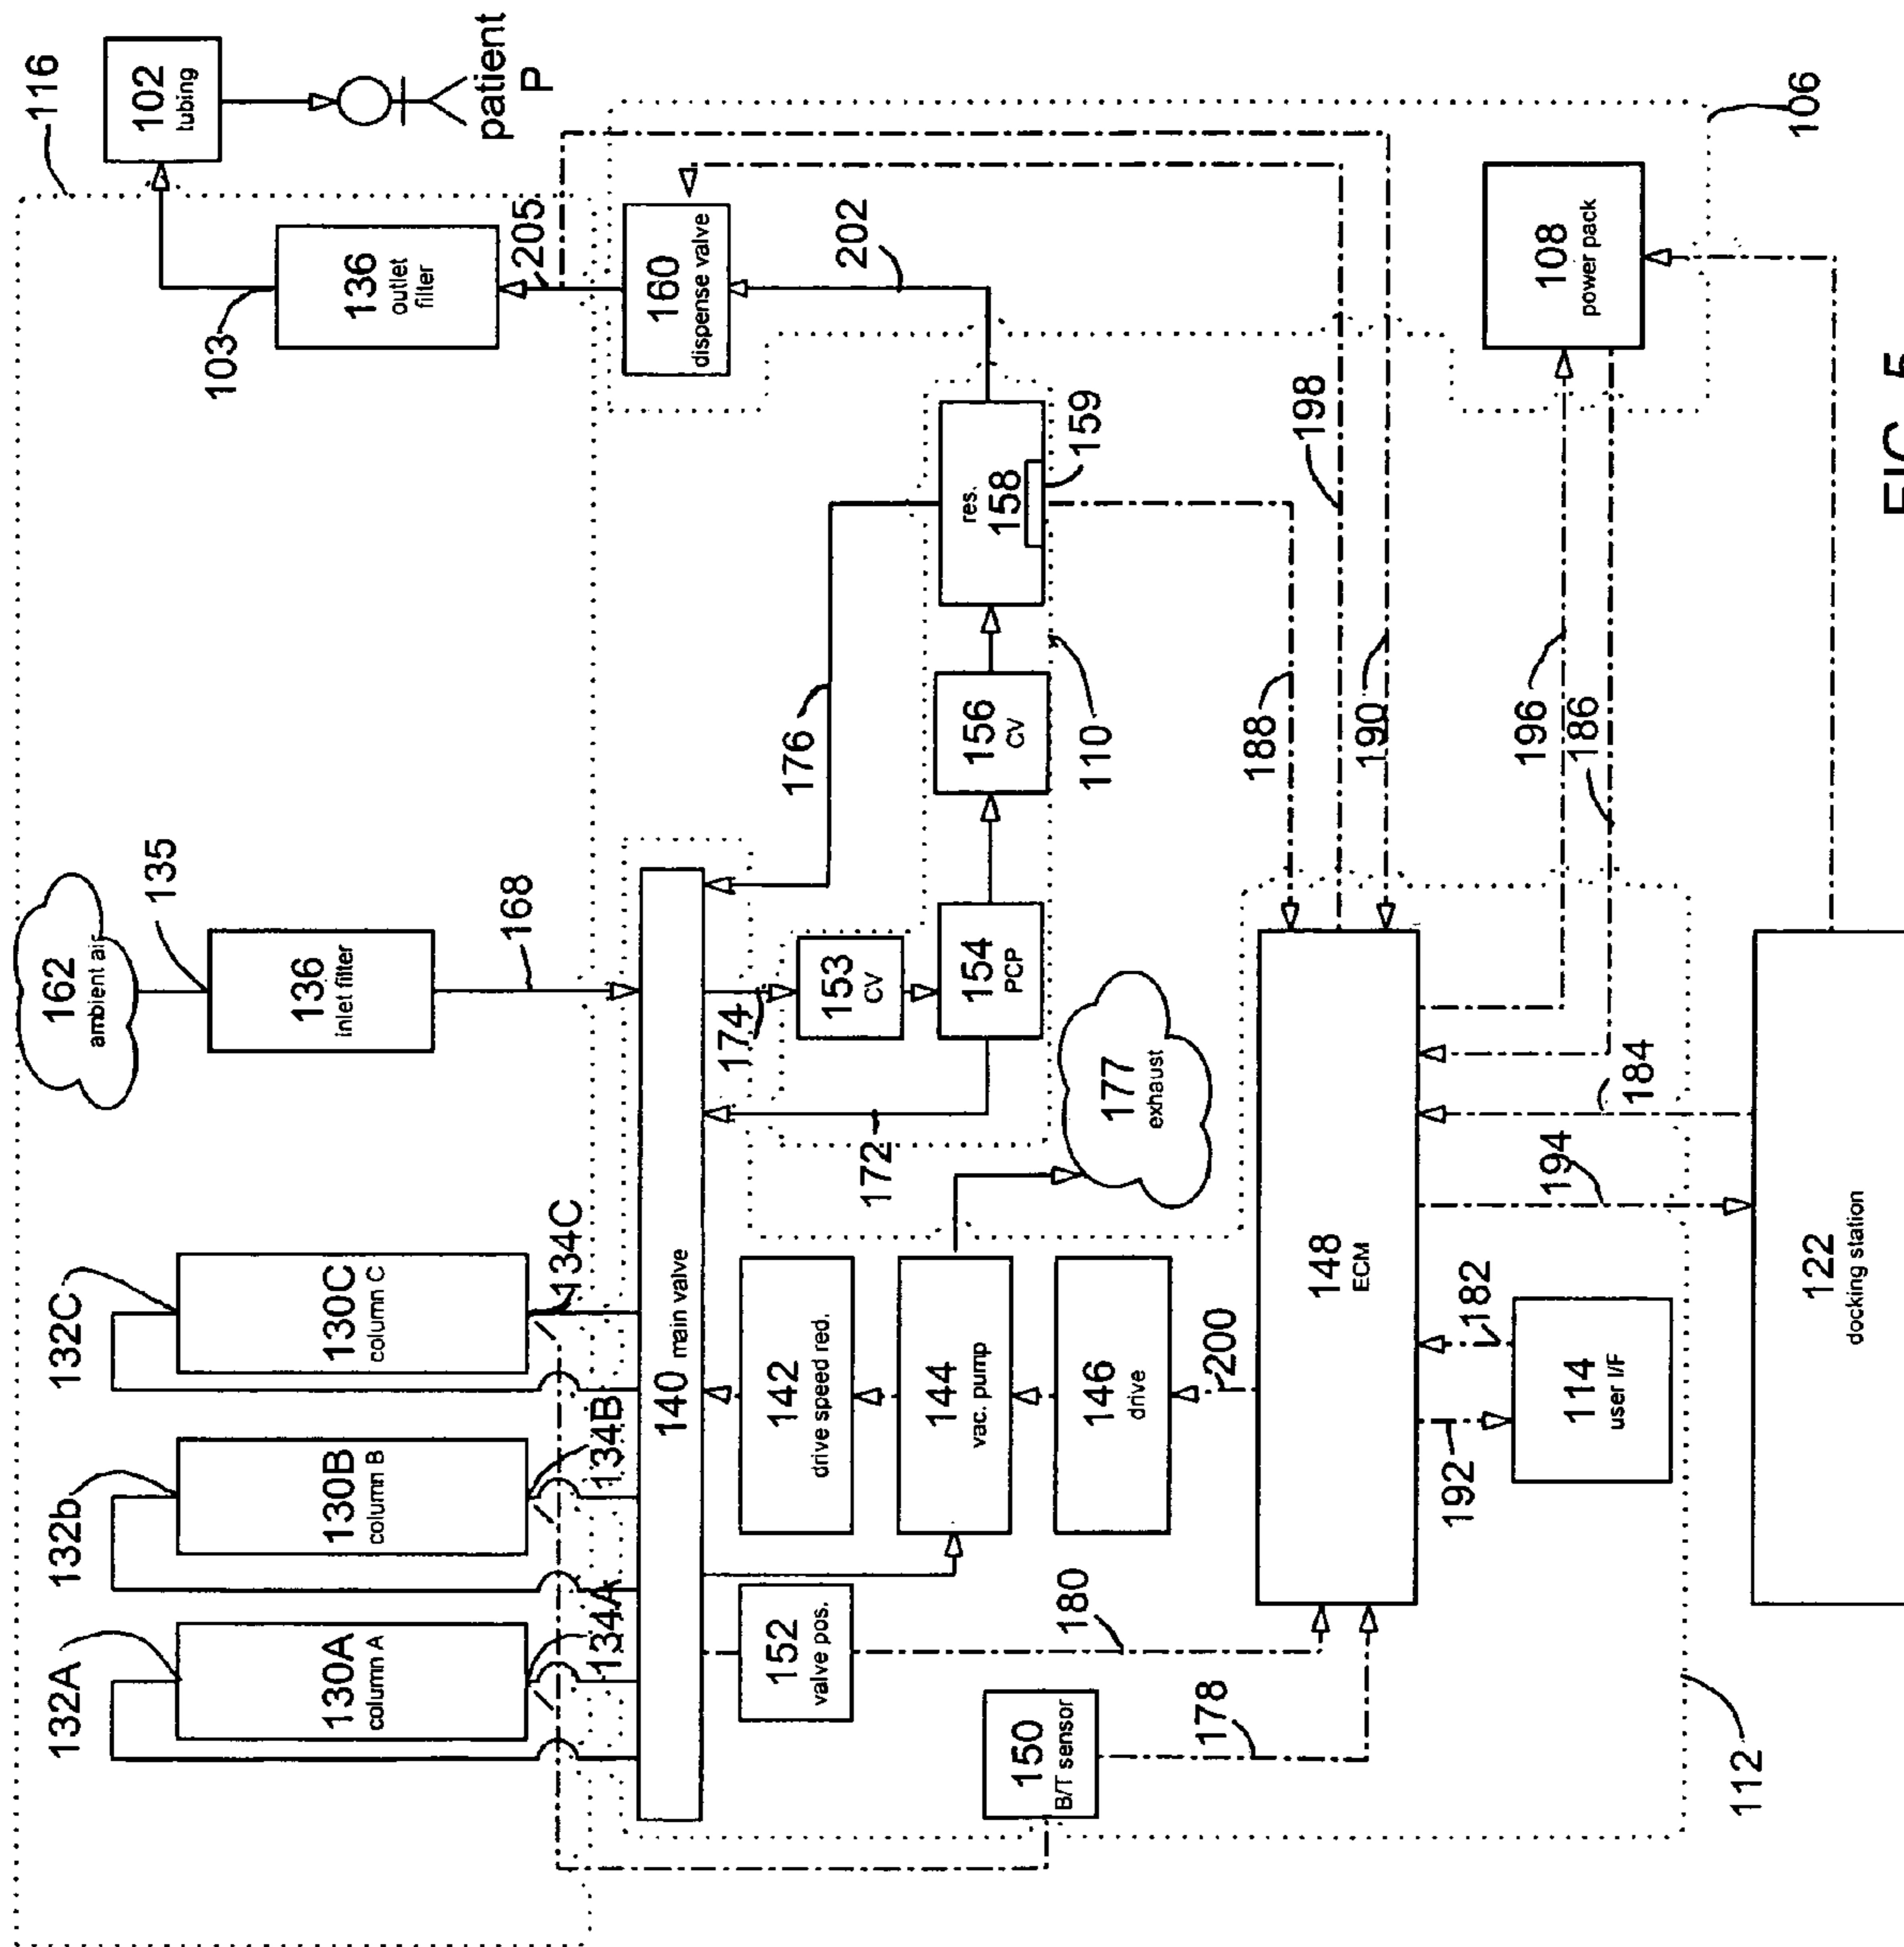 116
102
tubing
patient
P
103
136
outlet
filter
205
160
dispense valve
202
106
108
power pack
162
ambient air
135
136
inlet filter
168
176
res.
158
159
198
156
CV
110
188
190
196
186
174
153
CV
154
PCP
172
177
exhaust
132C
130C
column C
134C
132b
130B
column B
134B
132A
130A
column A
134A
140 main valve
142
drive speed red.
144
vac. pump
146
drive
200
148
ECM
184
194
182
192
114
user I/F
122
docking station
152
valve pos.
180
150
B/T sensor
178
112
FIG. 5